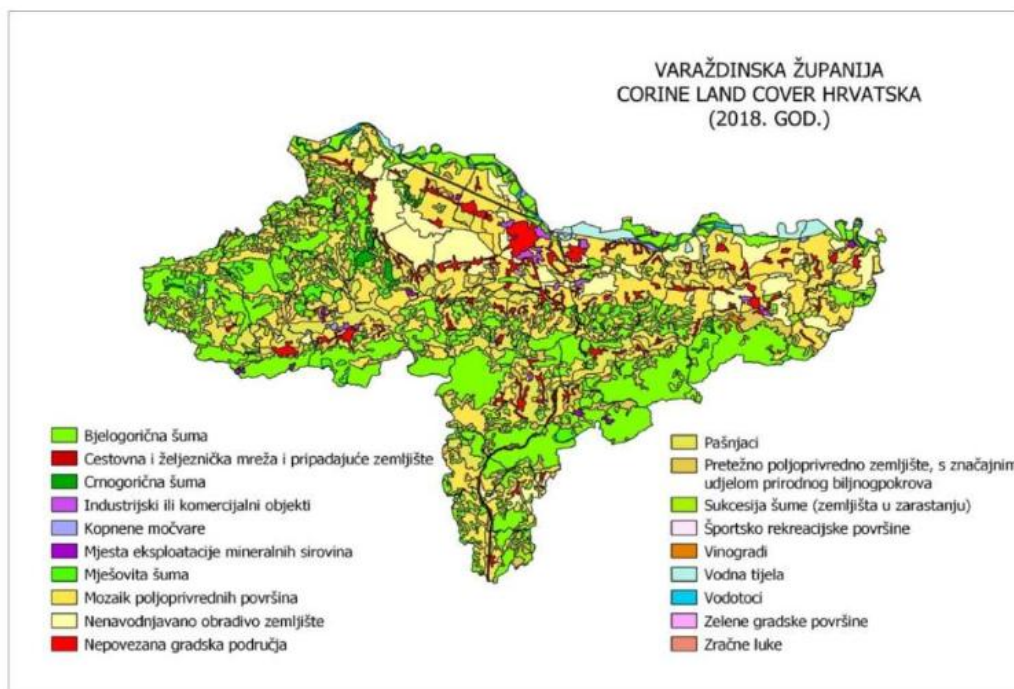 VARAŽDINSKA ŽUPANIJA
CORINE LAND COVER HRVATSKA
(2018. GOD.)
Bjelogorična šuma
Cestovna i željeznička mreža i pripadajuće zemljište
Crnogorična šuma
Industrijski ili komercijalni objekti
Kopnene močvare
Mjesta eksploatacije mineralnih sirovina
Mješovita šuma
Mozaik poljoprivrednih površina
Nenavodnjavano obradivo zemljište
Nepovezana gradska područja
Pašnjaci
Pretežno poljoprivredno zemljište, s značajnim
udjelom prirodnog biljnogpokrova
Sukcesija šume (zemljišta u zarastanju)
Športsko rekreacijske površine
Vinogradi
Vodna tijela
Vodotoci
Zelene gradske površine
Zračne luke